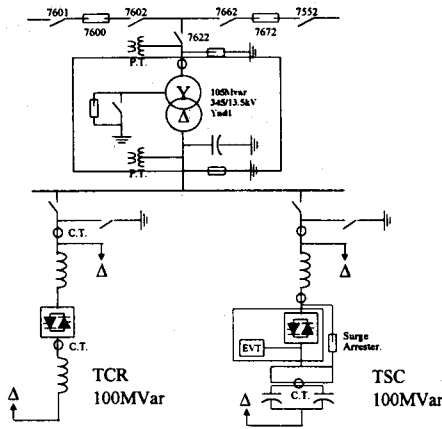 7601 7602 7662 7552
7600 7672
7622
P.T.
Y
105Mvar
345/13.5kV
Ynd1
Δ
P.T.
C.T.
Δ
Δ
C.T.
EVT
Surge
Arrester.
TCR
100MVar
TSC
100MVar
C.T.
Δ
Δ